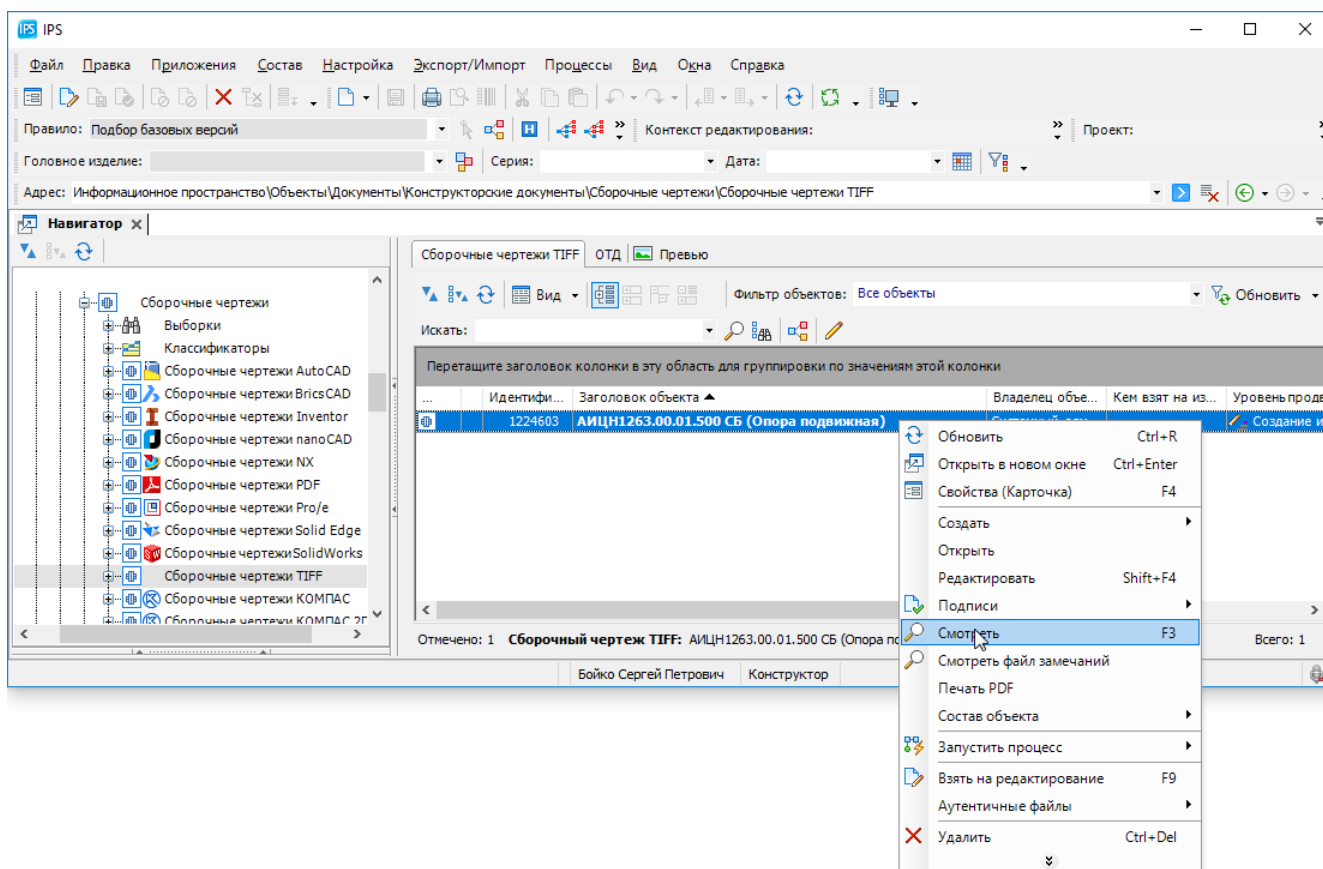 IPS IPS
Файл Правка Приложения Состав Настройка Экспорт/Импорт Процессы Вид Окна Справка
Правило: Подбор базовых версий Контекст редактирования: Проект:
Головное изделие: Серия: Дата:
Адрес: Информационное пространство\Объекты\Документы\Конструкторские документы\Сборочные чертежи\Сборочные чертежи TIFF
Навигатор
Сборочные чертежи TIFF ОТД Превью
Вид Фильтр объектов: Все объекты Обновить
Искать:
Перетащите заголовок колонки в эту область для группировки по значениям этой колонки
... Идентифи... Заголовок объекта Владелец объе... Кем взят на из... Уровень продв
1224603 АИЦН1263.00.01.500 СБ (Опора подвижная) Создание и
Сборочные чертежи
Выборки
Классификаторы
Сборочные чертежи AutoCAD
Сборочные чертежи BricsCAD
Сборочные чертежи Inventor
Сборочные чертежи nanoCAD
Сборочные чертежи NX
Сборочные чертежи PDF
Сборочные чертежи Pro/e
Сборочные чертежи Solid Edge
Сборочные чертежи SolidWorks
Сборочные чертежи TIFF
Сборочные чертежи КОМПАС
Сборочные чертежи КОМПАС 2D
Обновить Ctrl+R
Открыть в новом окне Ctrl+Enter
Свойства (Карточка) F4
Создать
Открыть
Редактировать Shift+F4
Подписи
Смотреть F3
Смотреть файл замечаний
Печать PDF
Состав объекта
Запустить процесс
Взять на редактирование F9
Аутентичные файлы
Удалить Ctrl+Del
Отмечено: 1 Сборочный чертеж TIFF: АИЦН1263.00.01.500 СБ (Опора по Всего: 1
Бойко Сергей Петрович Конструктор